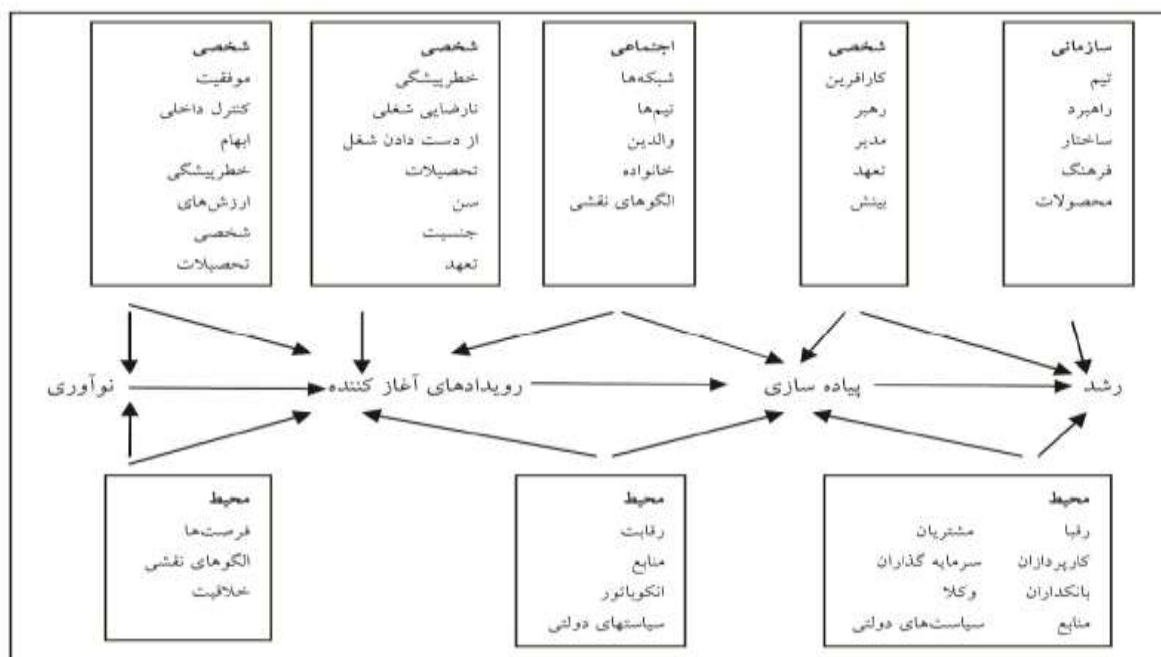 شخصی
موفقیت
کنترل داخلی
ابهام
خطرپیشگی
ارزش‌های
شخصی
تحصیلات
شخصی
خطرپیشگی
نارضایی شغلی
از دست دادن شغل
تحصیلات
سن
جنسیت
تعهد
اجتماعی
شبکه‌ها
تیم‌ها
والدین
خانواده
الگوهای نقشی
شخصی
کارافرین
رهبر
مدیر
تعهد
بینش
سازمانی
تیم
راهبرد
ساختار
فرهنگ
محصولات
نوآوری
رویدادهای آغاز کننده
پیاده سازی
رشد
محیط
فرصت‌ها
الگوهای نقشی
خلاقیت
محیط
رقابت
منابع
انکوباتور
سیاستهای دولتی
محیط
رقبا مشتریان
کارپردازان سرمایه گذاران
بانکداران وکلا
منابع سیاست‌های دولتی